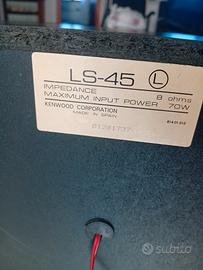 LS-45 L
IMPEDANCE 8 ohms
MAXIMUM INPUT POWER 70W
KENWOOD CORPORATION
MADE IN SPAIN
subito